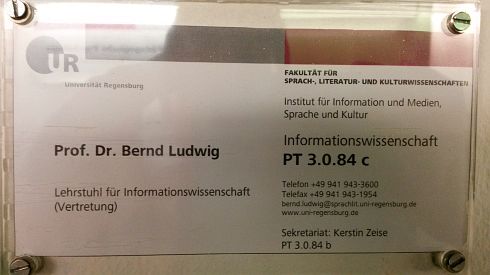 UR
Universität Regensburg
Prof. Dr. Bernd Ludwig
Lehrstuhl für Informationswissenschaft
(Vertretung)
FAKULTÄT FÜR
SPRACH-, LITERATUR- UND KULTURWISSENSCHAFTEN
Institut für Information und Medien,
Sprache und Kultur
Informationswissenschaft
PT 3.0.84 c
Telefon +49 941 943-3600
Telefax +49 941 943-1954
bernd.ludwig@sprachlit.uni-regensburg.de
www.uni-regensburg.de
Sekretariat: Kerstin Zeise
PT 3.0.84 b